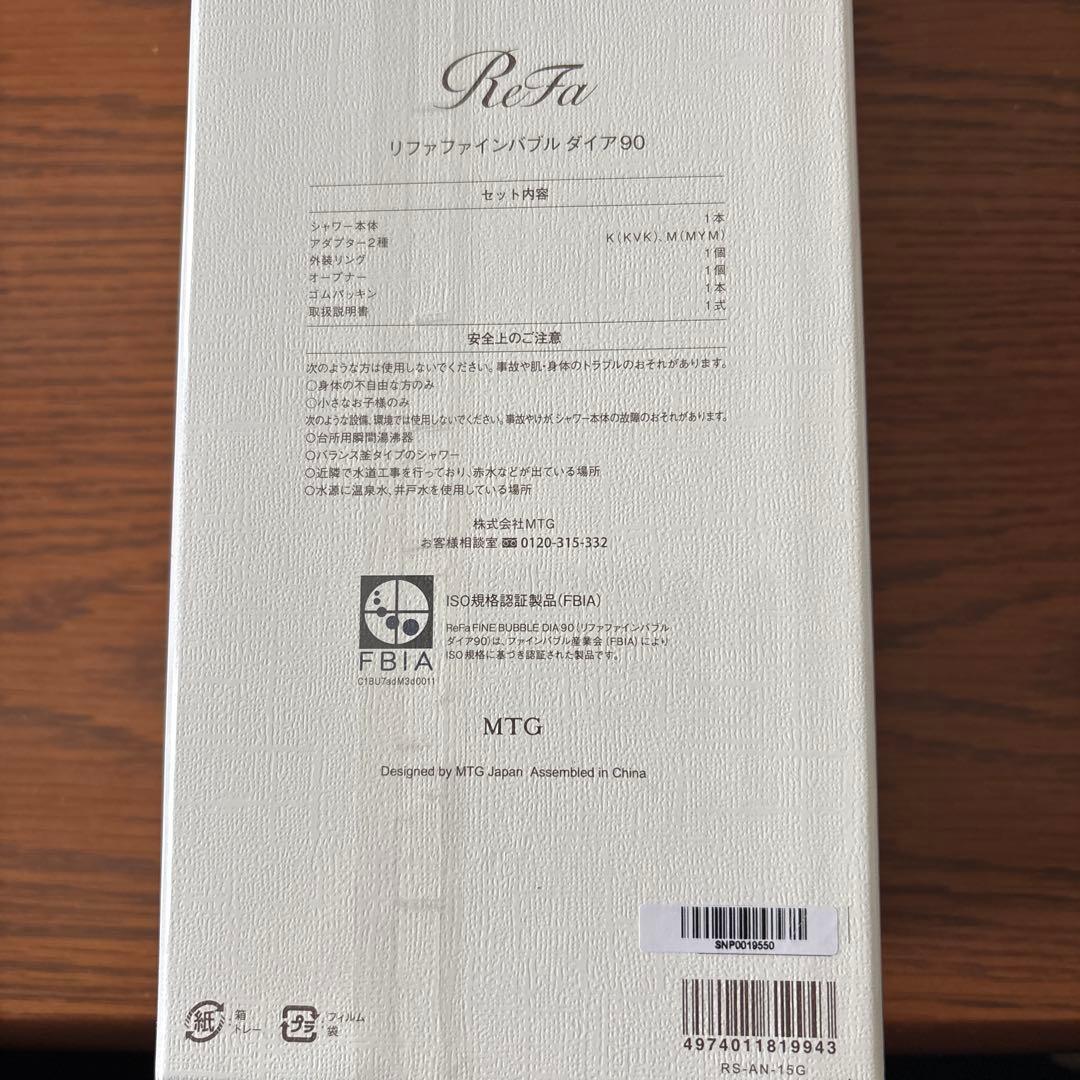 ReFa
リファファインバブル ダイア90
セット内容
シャワー本体 1本
アダプター2種 K(KVK)、M(MYM)
外装リング 1個
オープナー 1個
ゴムパッキン 1本
取扱説明書 1式
安全上のご注意
次のような方は使用しないでください。事故や肌・身体のトラブルのおそれがあります。
○身体の不自由な方のみ
○小さなお子様のみ
次のような設備、環境では使用しないでください。事故やけが、シャワー本体の故障のおそれがあります。
○台所用瞬間湯沸器
○バランス釜タイプのシャワー
○近隣で水道工事を行っており、赤水などが出ている場所
○水源に温泉水、井戸水を使用している場所
株式会社MTG
お客様相談室 0120-315-332
ISO規格認証製品(FBIA)
ReFa FINE BUBBLE DIA 90(リファファインバブル
ダイア90)は、ファインバブル産業会(FBIA)により
ISO規格に基づき認証された製品です。
FBIA
C1BU7adM3d0011
MTG
Designed by MTG Japan Assembled in China
SNP0019550
紙 箱
トレー
プラ フィルム
袋
4974011819943
RS-AN-15G